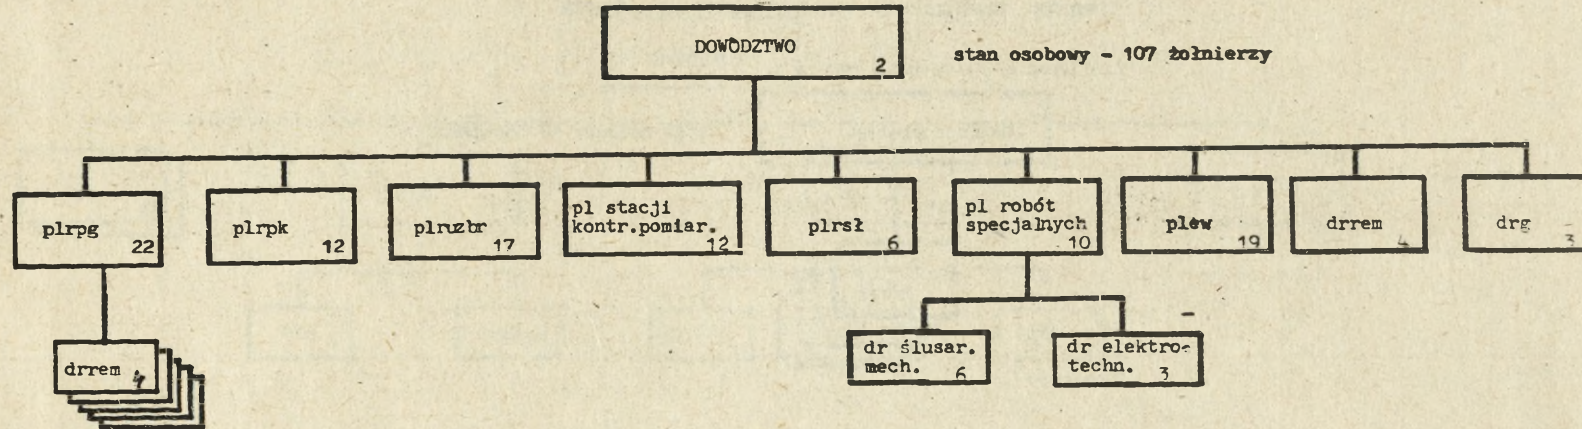 DOWÓDZTWO
2
stan osobowy - 107 żołnierzy
plrpg
22
plrpk
12
plruzbr
17
pl stacji
kontr.pomiar.
12
plrsł
6
pl robót
specjalnych
10
plew
19
drrem
4
drg
3
drrem 4
dr ślusar.
mech. 6
dr elektro-
techn. 3